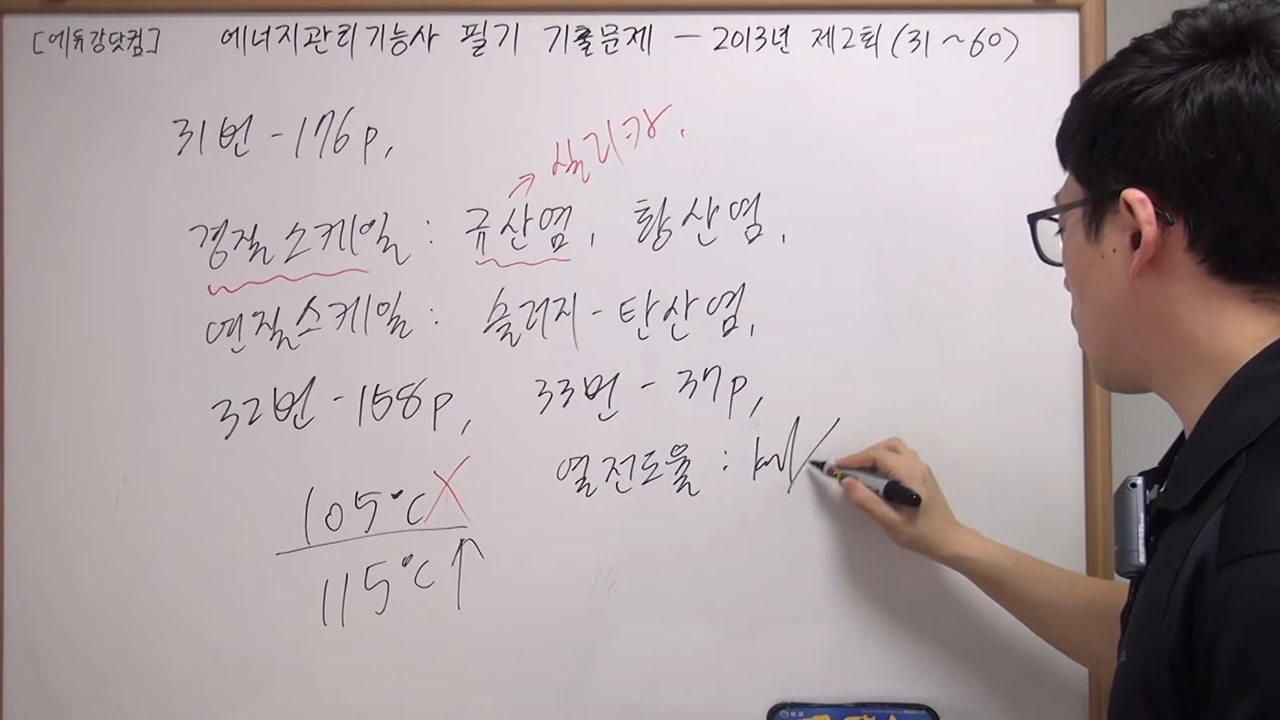 [에듀강닷컴] 에너지관리기능사 필기 기출문제 - 2013년 제2회 (31~60)
31번 - 176p,
실리카,
경질스케일 : 규산염, 황산염,
연질스케일 : 슬러지 - 탄산염,
32번 - 158p, 33번 - 37p,
열전도율 :
105℃
115℃↑